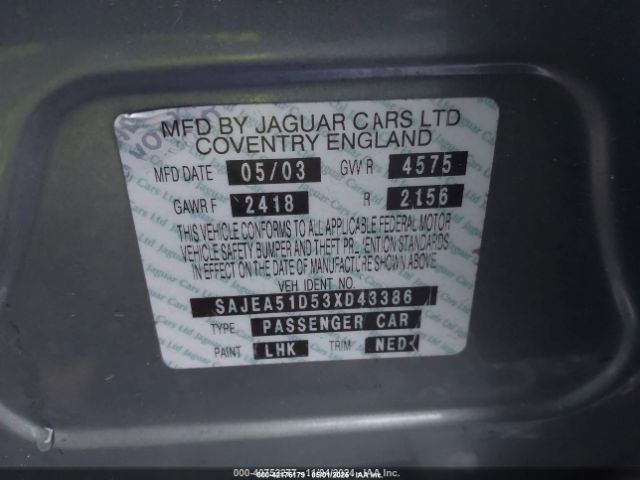 MFD BY JAGUAR CARS LTD
COVENTRY ENGLAND
MFD DATE 05/03 GVWR 4575
GAWR F 2418 R 2156
THIS VEHICLE CONFORMS TO ALL APPLICABLE FEDERAL MOTOR
VEHICLE SAFETY BUMPER AND THEFT PREVENTION STANDARDS
IN EFFECT ON THE DATE OF MANUFACTURE SHOWN ABOVE
VEH IDENT NO.
SAJEA51D53XD43386
TYPE PASSENGER CAR
PAINT LHK TRIM NED